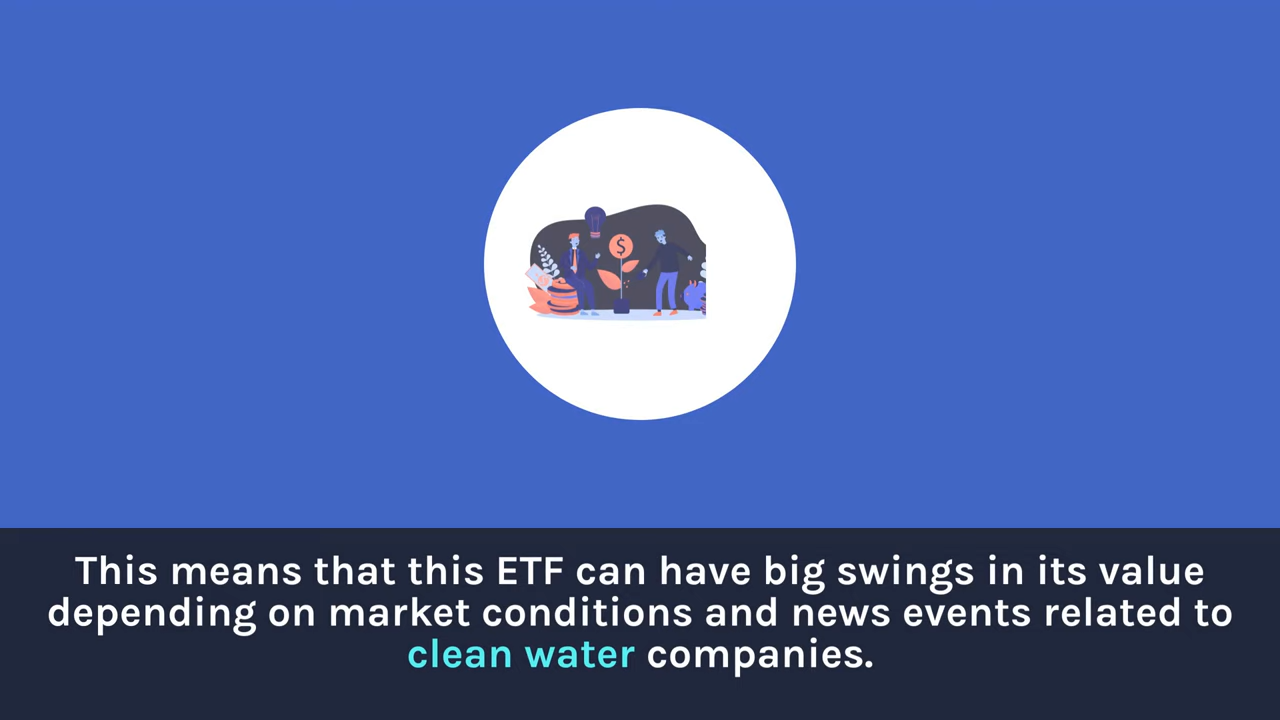 $
This means that this ETF can have big swings in its value
depending on market conditions and news events related to
clean water companies.